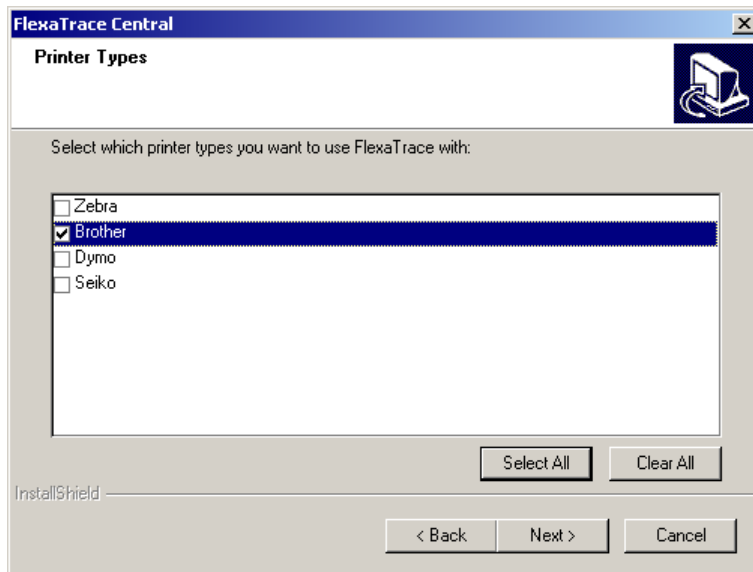 FlexaTrace Central
Printer Types
Select which printer types you want to use FlexaTrace with:
Zebra
Brother
Dymo
Seiko
Select All Clear All
InstallShield
< Back Next > Cancel